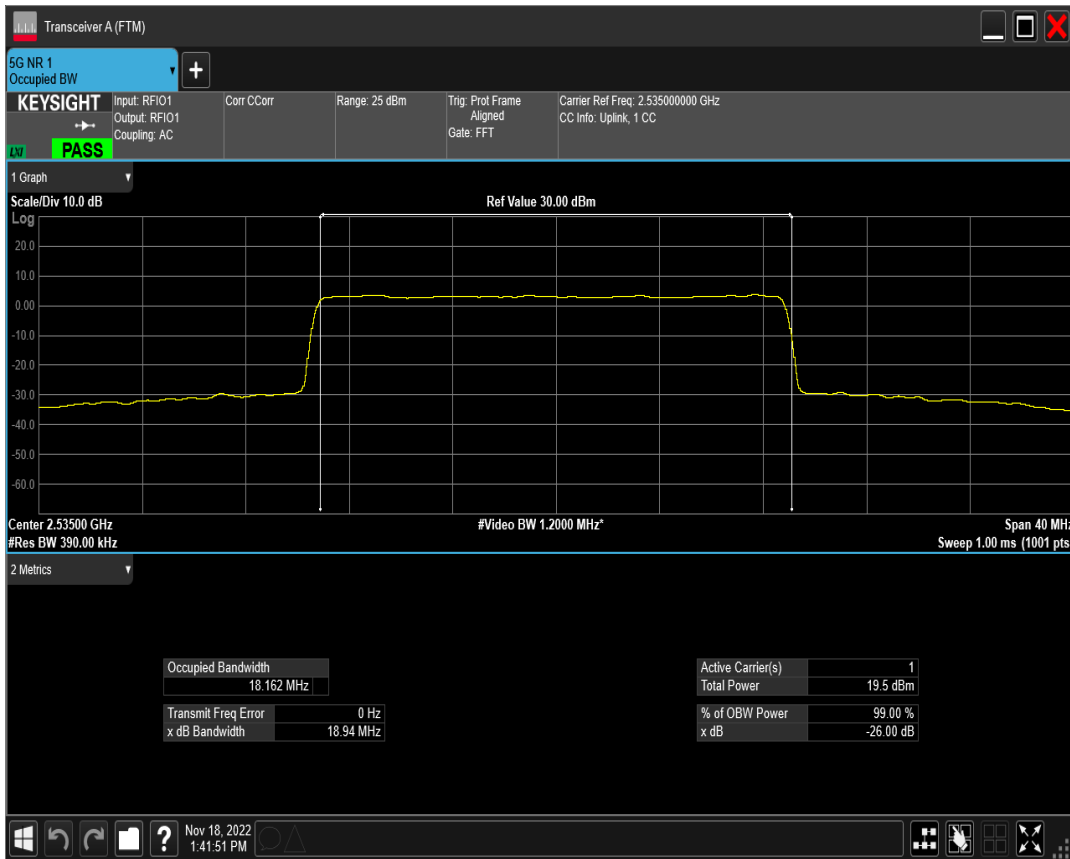 Transceiver A (FTM)
5G NR 1
Occupied BW
KEYSIGHT
LXI
PASS
Input: RFIO1
Output: RFIO1
Coupling: AC
Corr CCorr
Range: 25 dBm
Trig: Prot Frame
Aligned
Gate: FFT
Carrier Ref Freq: 2.535000000 GHz
CC Info: Uplink, 1 CC
1 Graph
Scale/Div 10.0 dB
Ref Value 30.00 dBm
Log
20.0
10.0
0.00
-10.0
-20.0
-30.0
-40.0
-50.0
-60.0
Center 2.53500 GHz
#Video BW 1.2000 MHz*
Span 40 MHz
#Res BW 390.00 kHz
Sweep 1.00 ms (1001 pts
2 Metrics
Occupied Bandwidth
18.162 MHz
Transmit Freq Error 0 Hz
x dB Bandwidth 18.94 MHz
Active Carrier(s) 1
Total Power 19.5 dBm
% of OBW Power 99.00 %
x dB -26.00 dB
?
Nov 18, 2022
1:41:51 PM